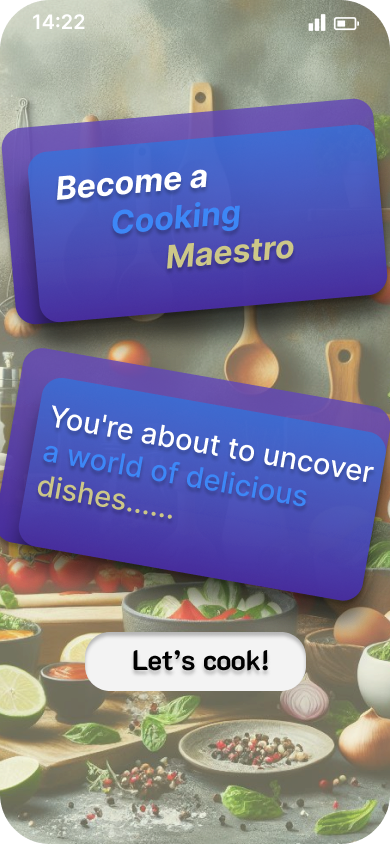 14:22
Become a
Cooking
Maestro
You're about to uncover
a world of delicious
dishes......
Let's cook!